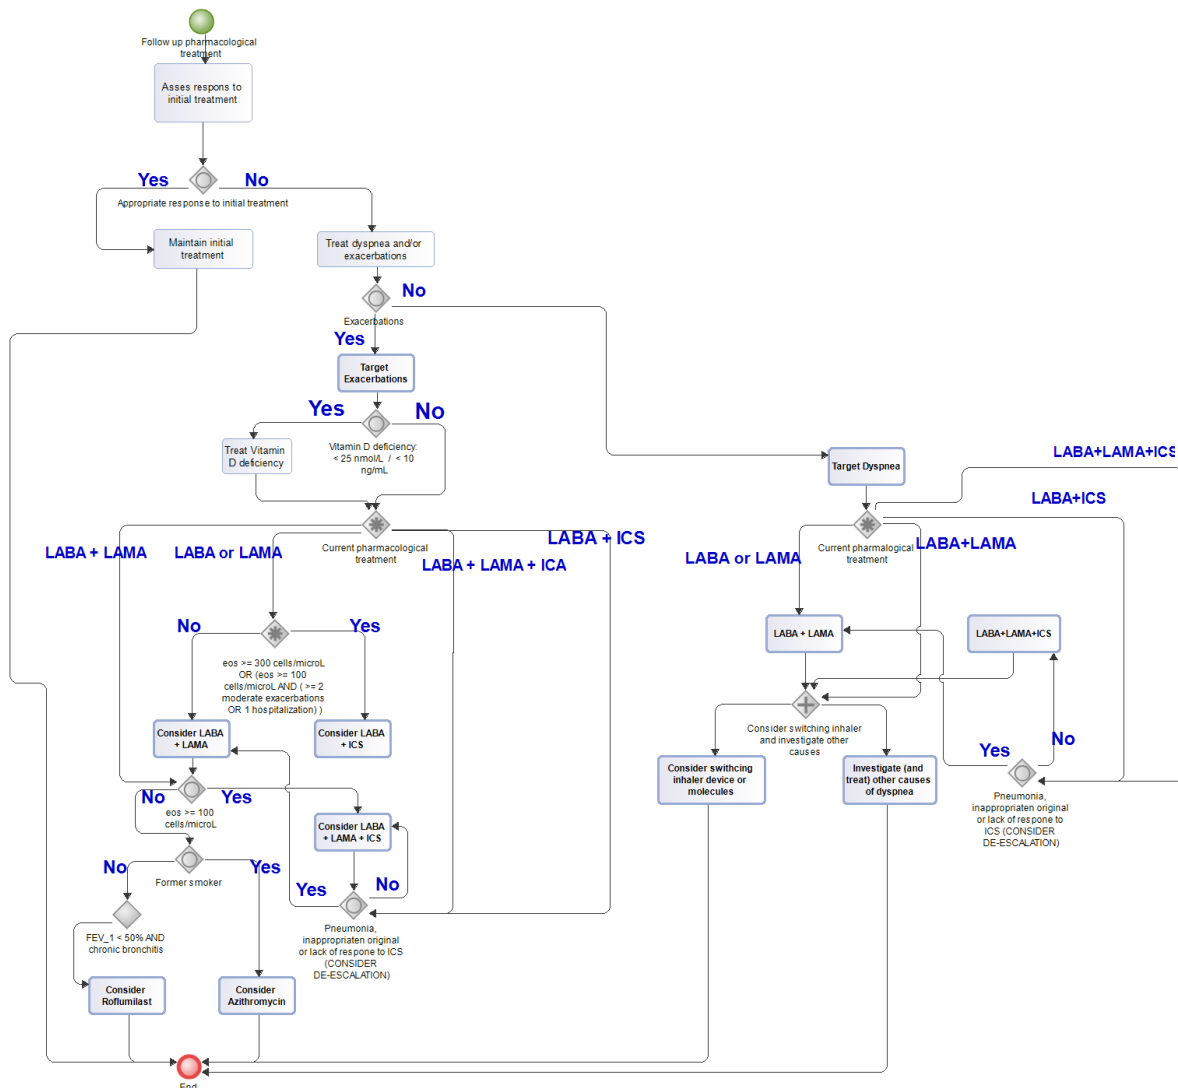 Follow up pharmacological
treatment
Asses respons to
initial treatment
Yes
No
Appropriate response to initial treatment
Maintain initial
treatment
Treat dyspnea and/or
exacerbations
No
Exacerbations
Yes
Target
Exacerbations
Yes
No
Treat Vitamin
D deficiency
Vitamin D deficiency:
< 25 nmol/L / < 10
ng/mL
Target Dyspnea
LABA+LAMA+ICS
LABA+ICS
LABA + LAMA
LABA or LAMA
Current pharmacological
treatment
LABA + ICS
LABA + LAMA + ICA
LABA or LAMA
Current pharmalogical
treatment
LABA+LAMA
No
Yes
eos >= 300 cells/microL
OR (eos >= 100
cells/microL AND ( >= 2
moderate exacerbations
OR 1 hospitalization) )
LABA + LAMA
LABA+LAMA+ICS
Consider LABA
+ LAMA
Consider LABA
+ ICS
Consider switching inhaler
and investigate other
causes
Yes
No
Consider swithcing
inhaler device or
molecules
Investigate (and
treat) other causes
of dyspnea
Pneumonia,
inappropriaten original
or lack of respone to
ICS (CONSIDER
DE-ESCALATION)
No
Yes
eos >= 100
cells/microL
Consider LABA
+ LAMA + ICS
No
Yes
Former smoker
Yes
No
FEV_1 < 50% AND
chronic bronchitis
Pneumonia,
inappropriaten original
or lack of respone to ICS
(CONSIDER
DE-ESCALATION)
Consider
Roflumilast
Consider
Azithromycin
End